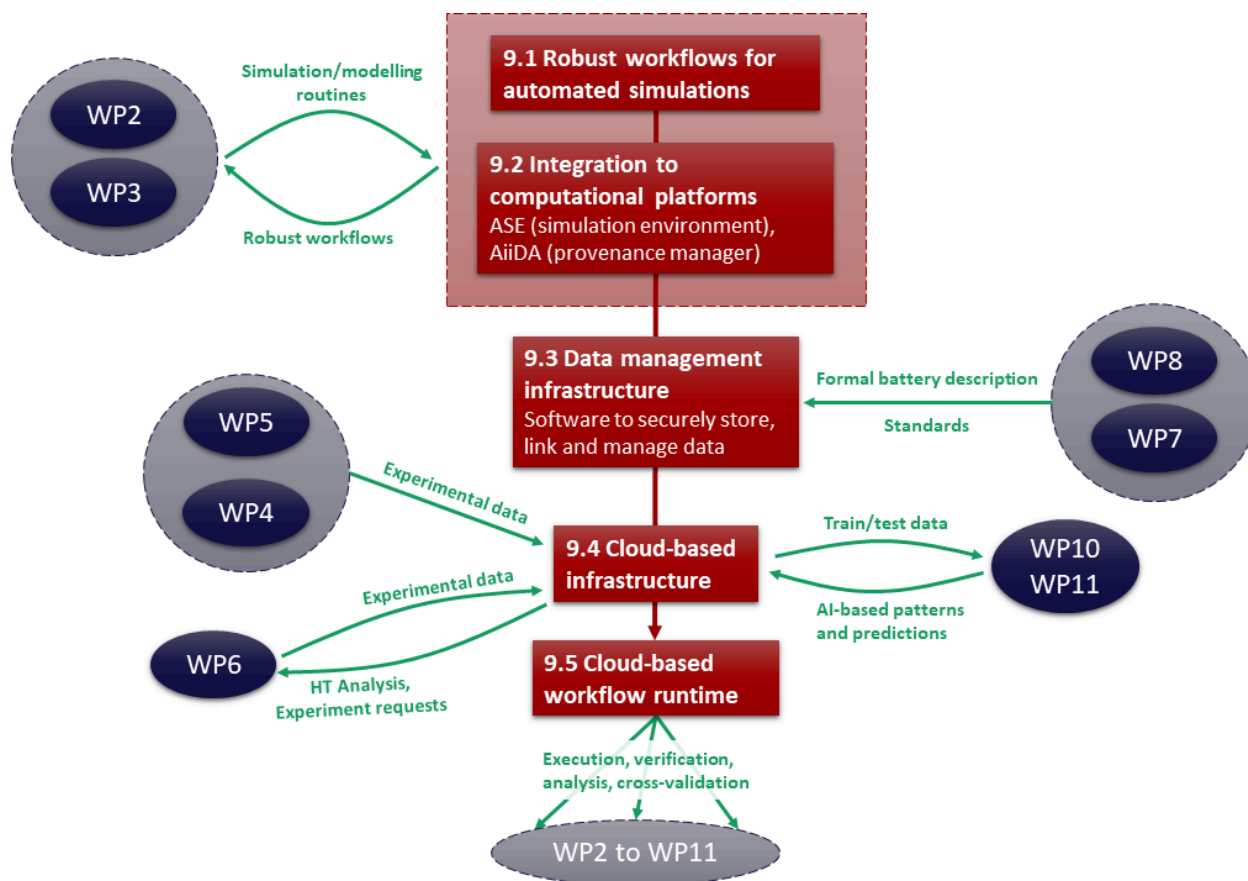 9.1 Robust workflows for
automated simulations
Simulation/modelling
routines
WP2
WP3
Robust workflows
9.2 Integration to
computational platforms
ASE (simulation environment),
AiiDA (provenance manager)
9.3 Data management
infrastructure
Software to securely store,
link and manage data
Formal battery description
Standards
WP8
WP7
WP5
WP4
Experimental data
9.4 Cloud-based
infrastructure
Train/test data
WP10
WP11
AI-based patterns
and predictions
Experimental data
WP6
HT Analysis,
Experiment requests
9.5 Cloud-based
workflow runtime
Execution, verification,
analysis, cross-validation
WP2 to WP11